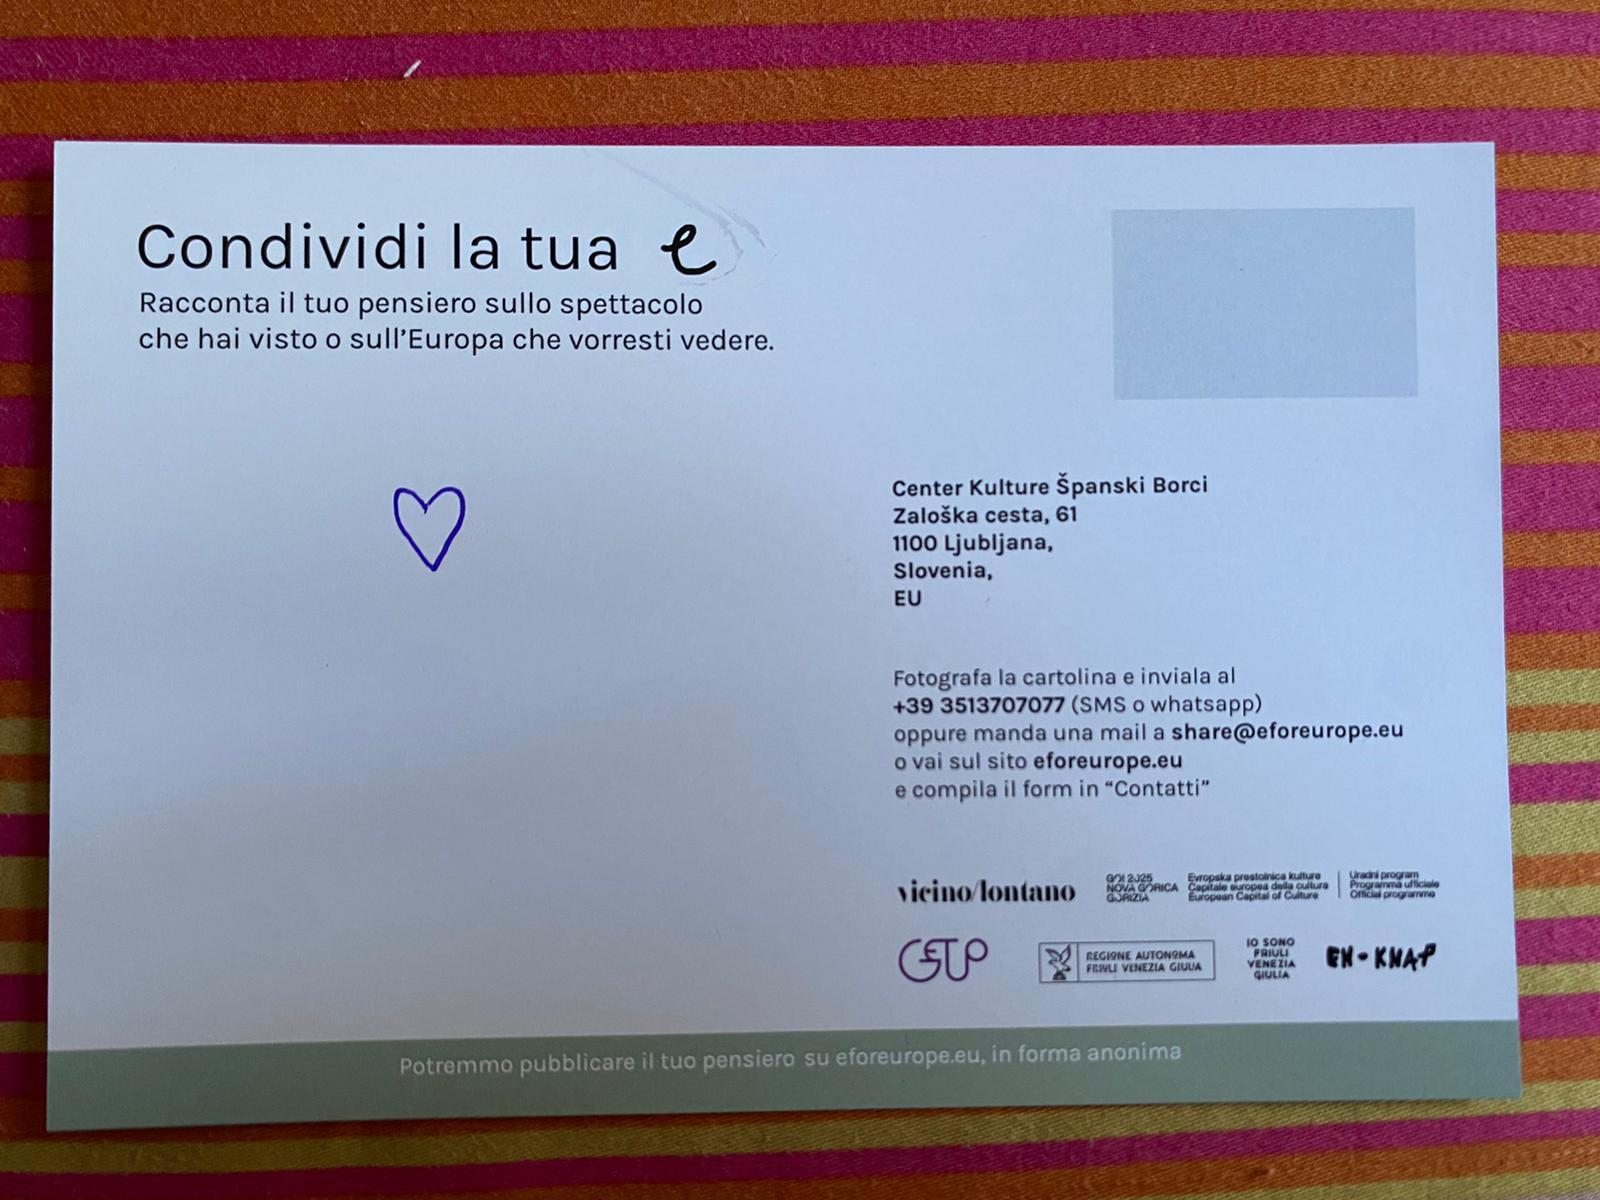 Condividi la tua e
Racconta il tuo pensiero sullo spettacolo
che hai visto o sull'Europa che vorresti vedere.
Center Kulture Španski Borci
Zaloška cesta, 61
1100 Ljubljana,
Slovenia,
EU
Fotografa la cartolina e inviala al
+39 3513707077 (SMS o whatsapp)
oppure manda una mail a share@eforeurope.eu
o vai sul sito eforeurope.eu
e compila il form in “Contatti”
vicino/lontano
GO! 2025
NOVA GORICA
GORIZIA
Evropska prestolnica kulture
Capitale europea della cultura
European Capital of Culture
Uradni program
Programma ufficiale
Official programme
GETUP
REGIONE AUTONOMA
FRIULI VENEZIA GIULIA
IO SONO
FRIULI
VENEZIA
GIULIA
EN-KNAP
Potremmo pubblicare il tuo pensiero su eforeurope.eu, in forma anonima